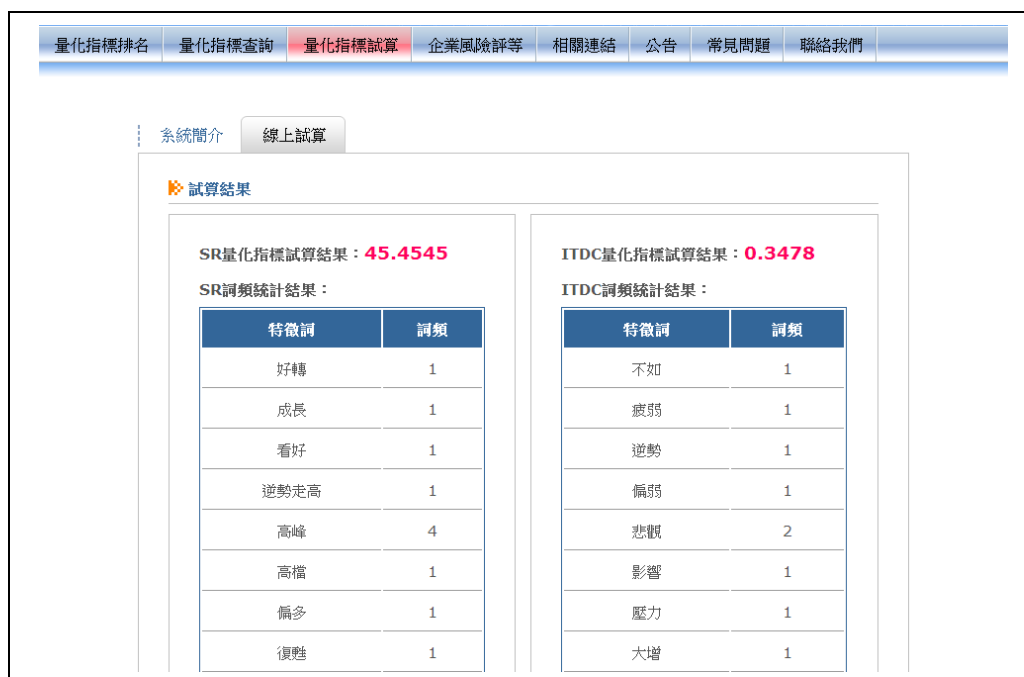 量化指標排名 量化指標查詢 量化指標試算 企業風險評等 相關連結 公告 常見問題 聯絡我們
系統簡介 線上試算
試算結果
SR量化指標試算結果：45.4545
SR詞頻統計結果：
特徵詞 詞頻
好轉 1
成長 1
看好 1
逆勢走高 1
高峰 4
高檔 1
偏多 1
復甦 1
ITDC量化指標試算結果：0.3478
ITDC詞頻統計結果：
特徵詞 詞頻
不如 1
疲弱 1
逆勢 1
偏弱 1
悲觀 2
影響 1
壓力 1
大增 1